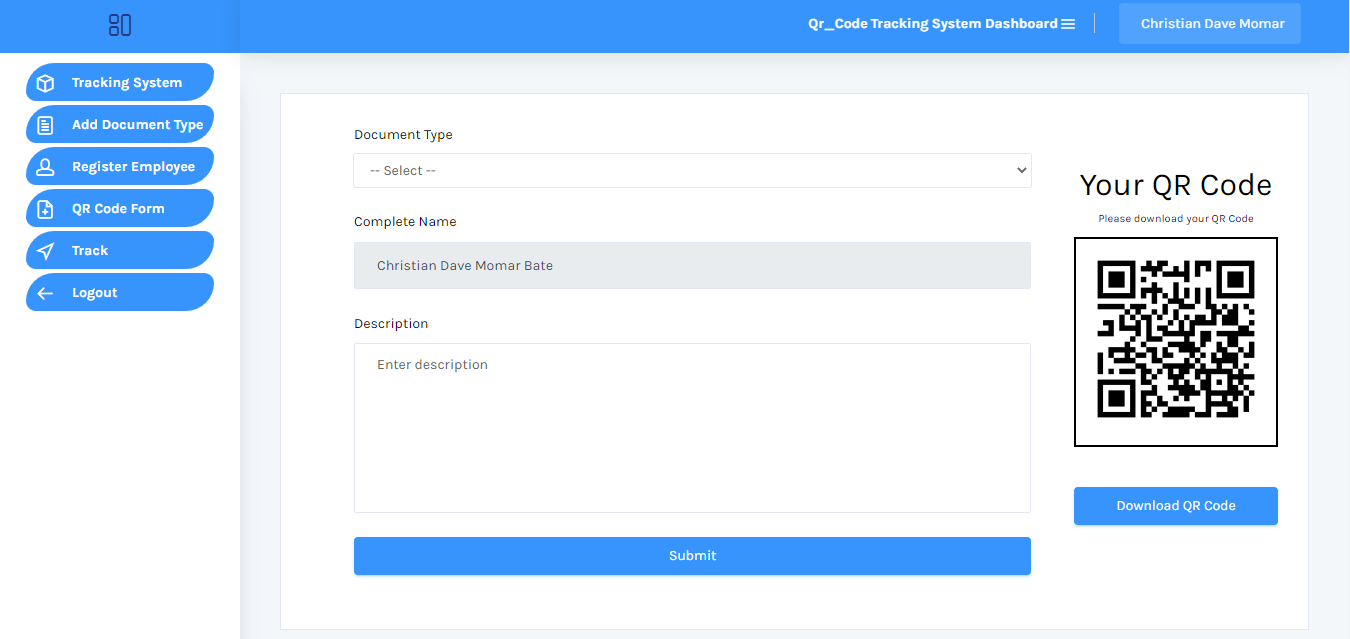 Qr_Code Tracking System Dashboard
Christian Dave Momar
Tracking System
Add Document Type
Register Employee
QR Code Form
Track
Logout
Document Type
-- Select --
Complete Name
Christian Dave Momar Bate
Description
Enter description
Submit
Your QR Code
Please download your QR Code
Download QR Code